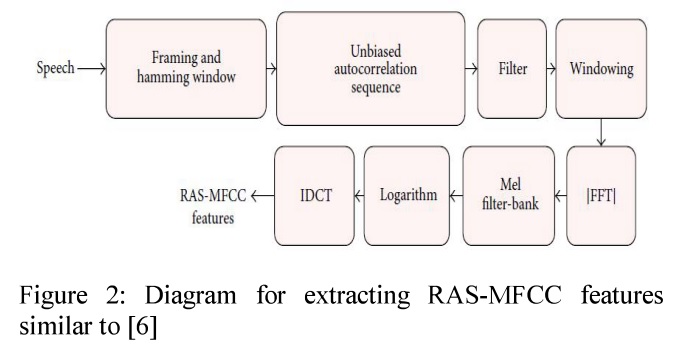 Speech
Framing and
hamming window
Unbiased
autocorrelation
sequence
Filter
Windowing
|FFT|
Mel
filter-bank
Logarithm
IDCT
RAS-MFCC
features
Figure 2: Diagram for extracting RAS-MFCC features
similar to [6]